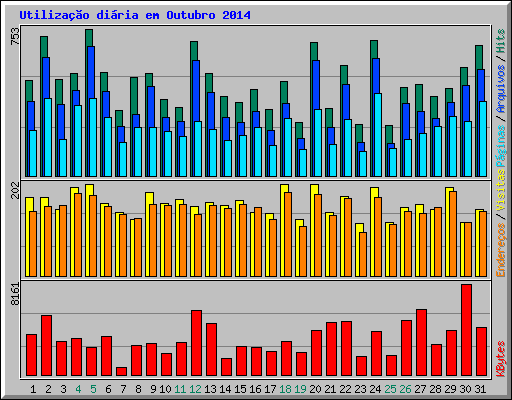 Utilização diária em Outubro 2014
753
Páginas / Arquivos / Hits
202
Endereços / Visitas
8161
KBytes
1 2 3 4 5 6 7 8 9 10 11 12 13 14 15 16 17 18 19 20 21 22 23 24 25 26 27 28 29 30 31